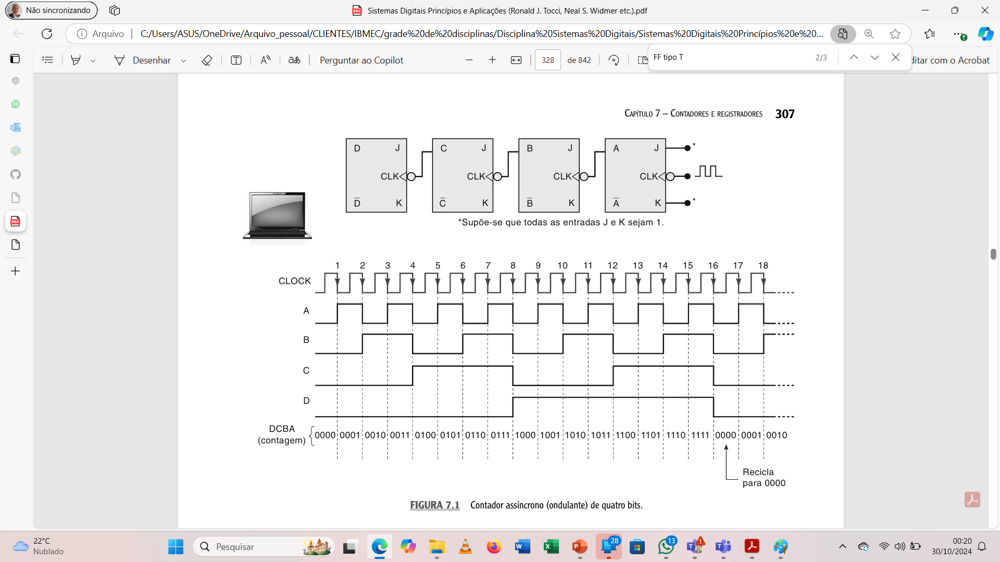 Não sincronizando
Sistemas Digitais Princípios e Aplicações (Ronald J. Tocci, Neal S. Widmer etc.).pdf
Arquivo
C:/Users/ASUS/OneDrive/Arquivo_pessoal/CLIENTES/IBMEC/grade%20de%20disciplinas/Disciplina%20Sistemas%20Digitais/Sistemas%20Digitais%20Princípios%20e%20...
Desenhar
aあ
Perguntar ao Copilot
328
de 842
FF tipo T
2/3
ditar com o Acrobat
CAPÍTULO 7 – CONTADORES E REGISTRADORES 307
D J C J B J A J *
CLK CLK CLK CLK
D̅ K C̅ K B̅ K A̅ K *
*Supõe-se que todas as entradas J e K sejam 1.
1 2 3 4 5 6 7 8 9 10 11 12 13 14 15 16 17 18
CLOCK
A
B
C
D
DCBA
(contagem)
0000 0001 0010 0011 0100 0101 0110 0111 1000 1001 1010 1011 1100 1101 1110 1111 0000 0001 0010
Recicla
para 0000
FIGURA 7.1 Contador assíncrono (ondulante) de quatro bits.
10
PDF
22°C
Nublado
Pesquisar
28
13
00:20
30/10/2024